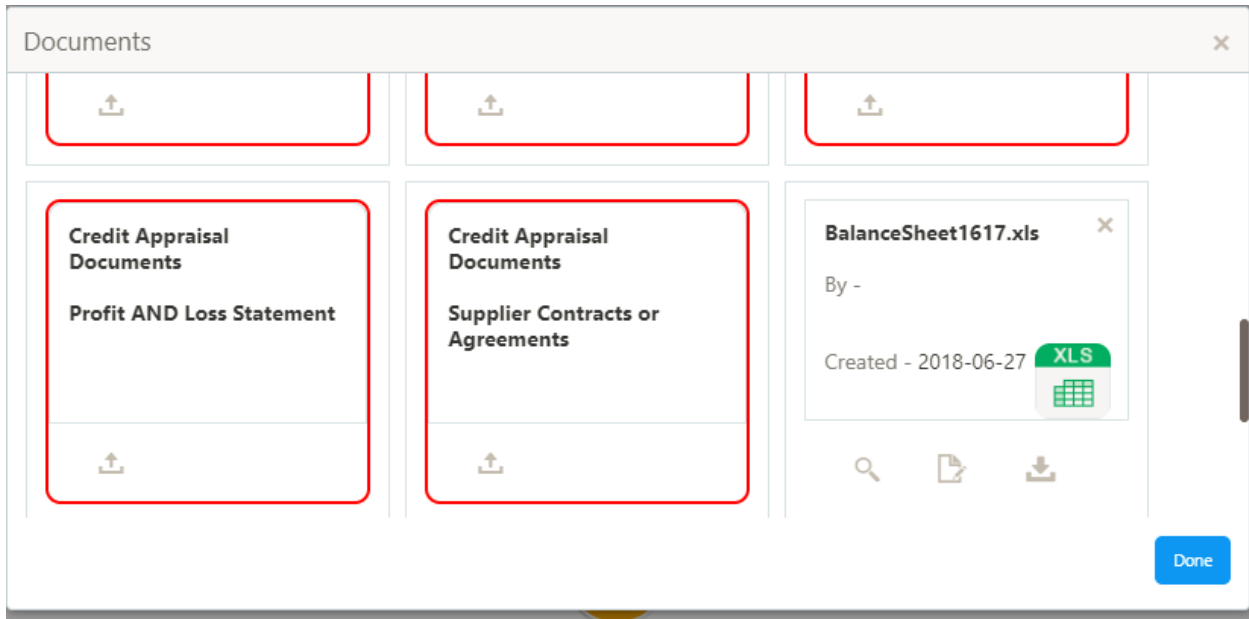 Documents
Credit Appraisal
Documents
Profit AND Loss Statement
Credit Appraisal
Documents
Supplier Contracts or
Agreements
BalanceSheet1617.xls
By -
Created - 2018-06-27
XLS
Done